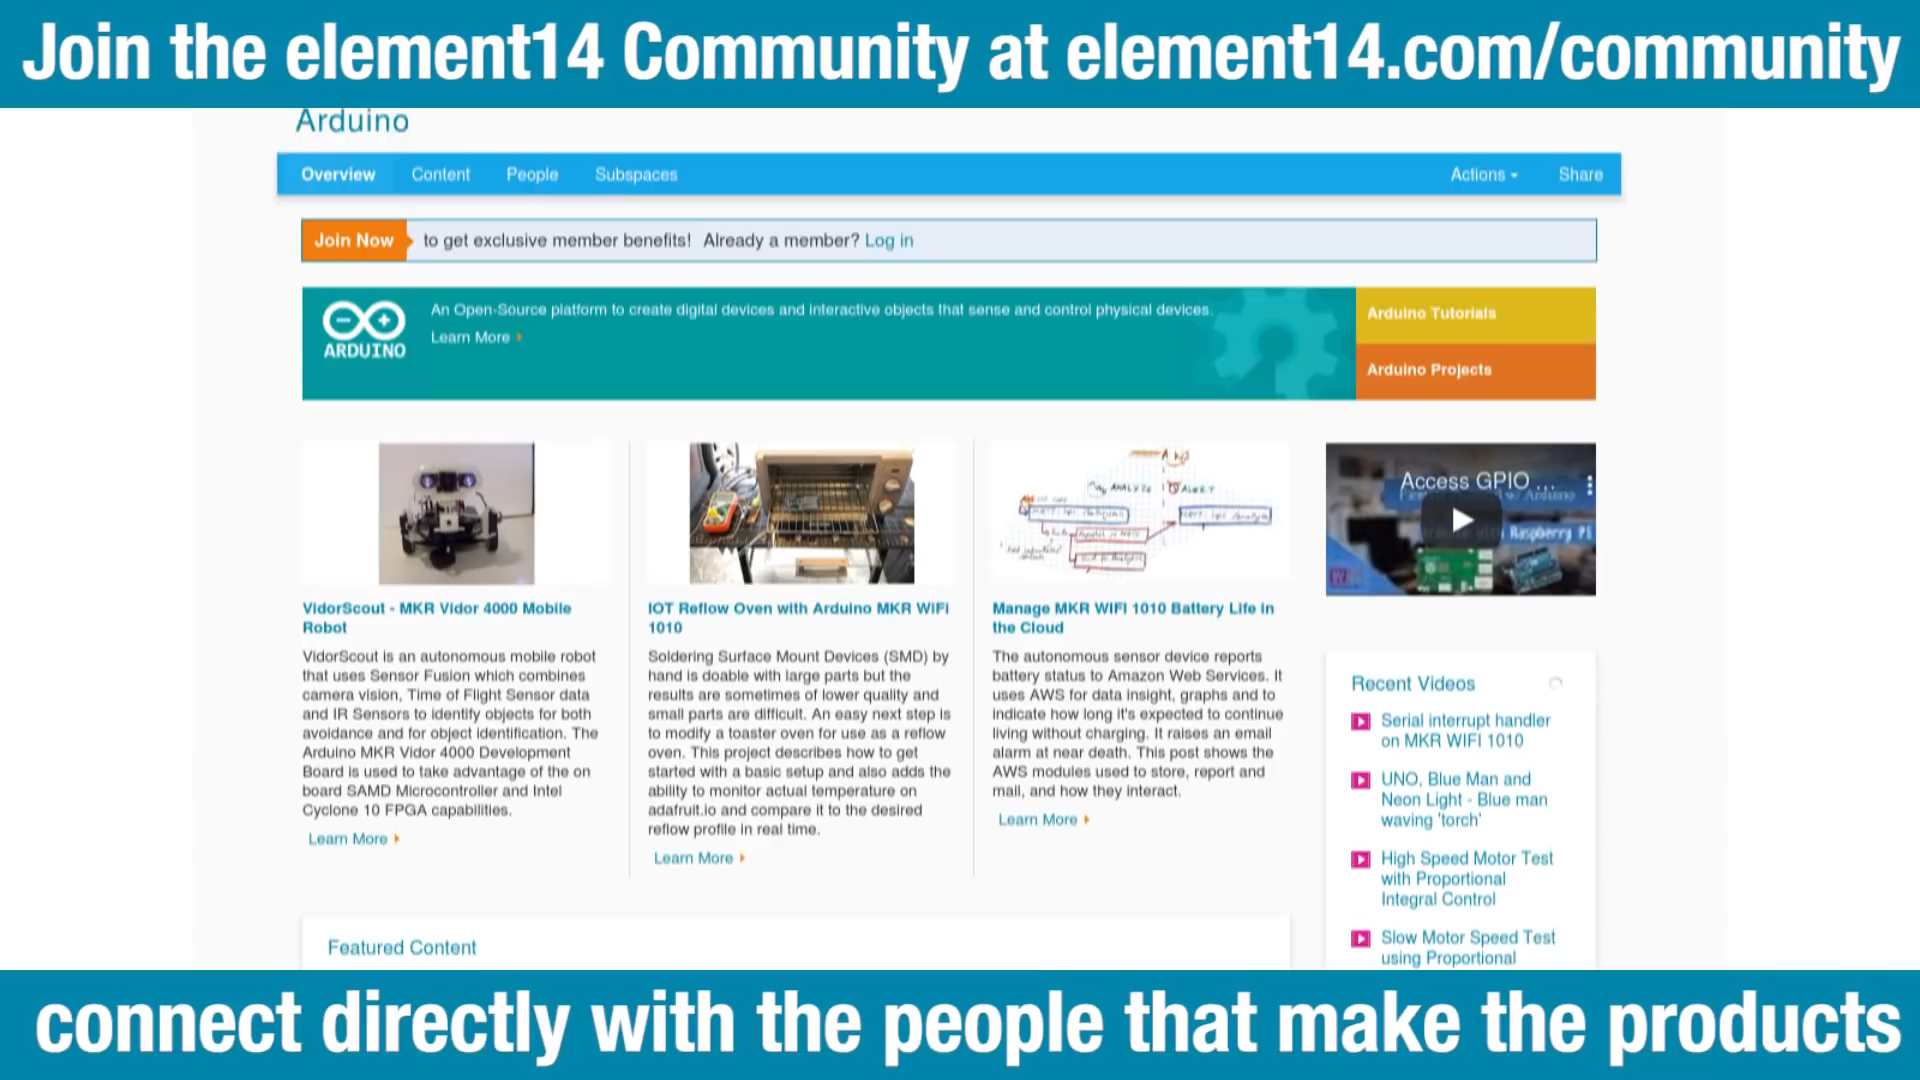 Join the element14 Community at element14.com/community
Arduino
Overview Content People Subspaces Actions Share
Join Now to get exclusive member benefits! Already a member? Log in
An Open-Source platform to create digital devices and interactive objects that sense and control physical devices.
Learn More
ARDUINO
Arduino Tutorials
Arduino Projects
VidorScout - MKR Vidor 4000 Mobile
Robot
VidorScout is an autonomous mobile robot
that uses Sensor Fusion which combines
camera vision, Time of Flight Sensor data
and IR Sensors to identify objects for both
avoidance and for object identification. The
Arduino MKR Vidor 4000 Development
Board is used to take advantage of the on
board SAMD Microcontroller and Intel
Cyclone 10 FPGA capabilities.
Learn More
IOT Reflow Oven with Arduino MKR WiFi
1010
Soldering Surface Mount Devices (SMD) by
hand is doable with large parts but the
results are sometimes of lower quality and
small parts are difficult. An easy next step is
to modify a toaster oven for use as a reflow
oven. This project describes how to get
started with a basic setup and also adds the
ability to monitor actual temperature on
adafruit.io and compare it to the desired
reflow profile in real time.
Learn More
ANALYZE ALERT
Manage MKR WIFI 1010 Battery Life in
the Cloud
The autonomous sensor device reports
battery status to Amazon Web Services. It
uses AWS for data insight, graphs and to
indicate how long it's expected to continue
living without charging. It raises an email
alarm at near death. This post shows the
AWS modules used to store, report and
mail, and how they interact.
Learn More
Access GPIO ...
Arduino
with Raspberry Pi
Recent Videos
Serial interrupt handler
on MKR WIFI 1010
UNO, Blue Man and
Neon Light - Blue man
waving 'torch'
High Speed Motor Test
with Proportional
Integral Control
Slow Motor Speed Test
using Proportional
Featured Content
connect directly with the people that make the products